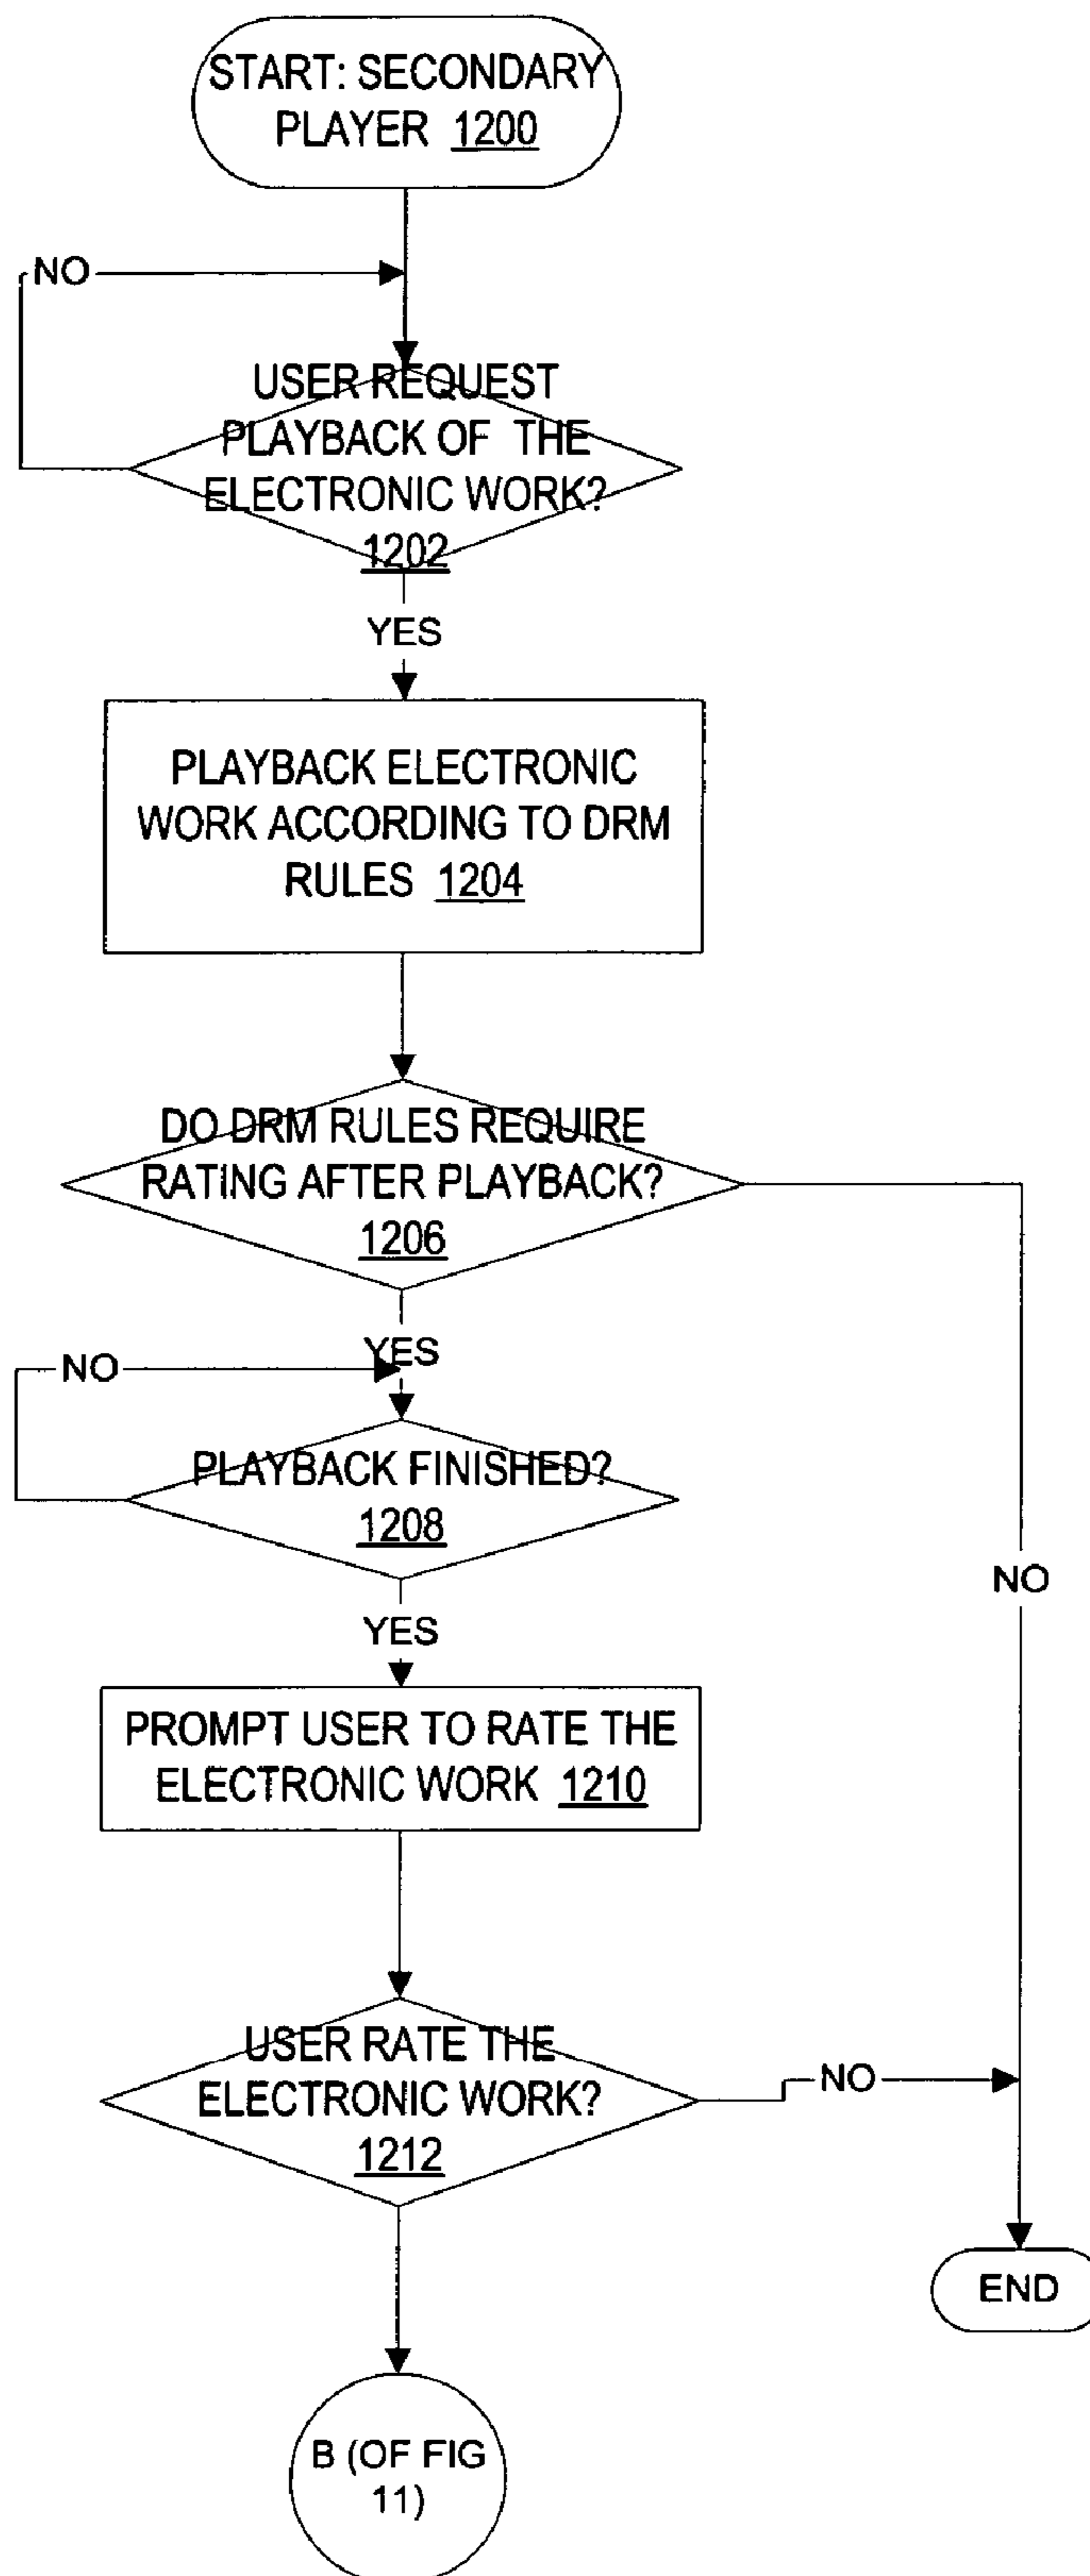 START: SECONDARY
PLAYER 1200
NO
USER REQUEST
PLAYBACK OF THE
ELECTRONIC WORK?
1202
YES
PLAYBACK ELECTRONIC
WORK ACCORDING TO DRM
RULES 1204
DO DRM RULES REQUIRE
RATING AFTER PLAYBACK?
1206
YES
NO
PLAYBACK FINISHED?
1208
NO
YES
PROMPT USER TO RATE THE
ELECTRONIC WORK 1210
USER RATE THE
ELECTRONIC WORK?
1212
NO
END
B (OF FIG
11)